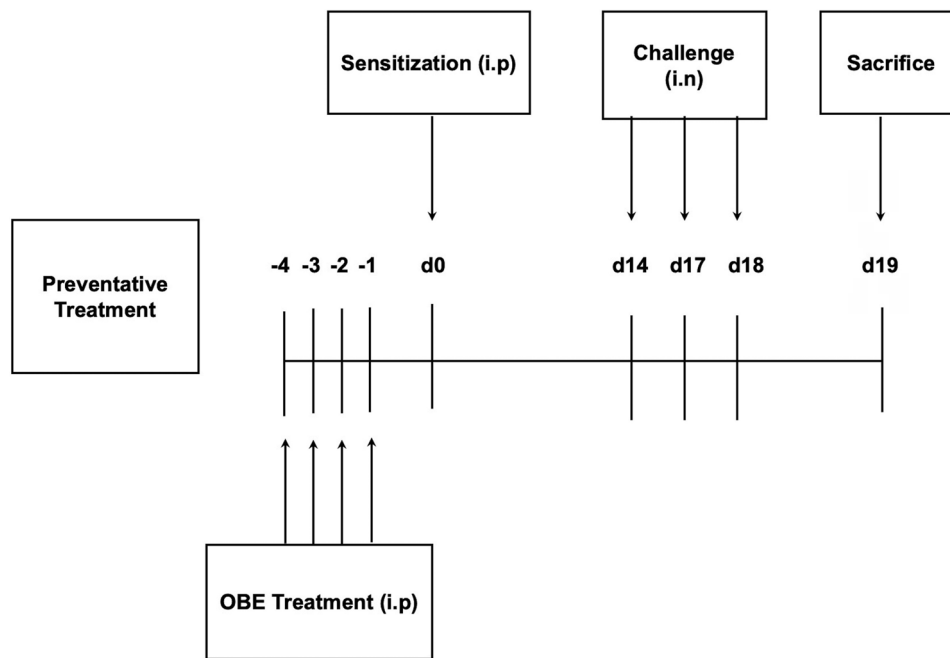 Sensitization (i.p)
Challenge
(i.n)
Sacrifice
Preventative
Treatment
-4 -3 -2 -1 d0 d14 d17 d18 d19
OBE Treatment (i.p)